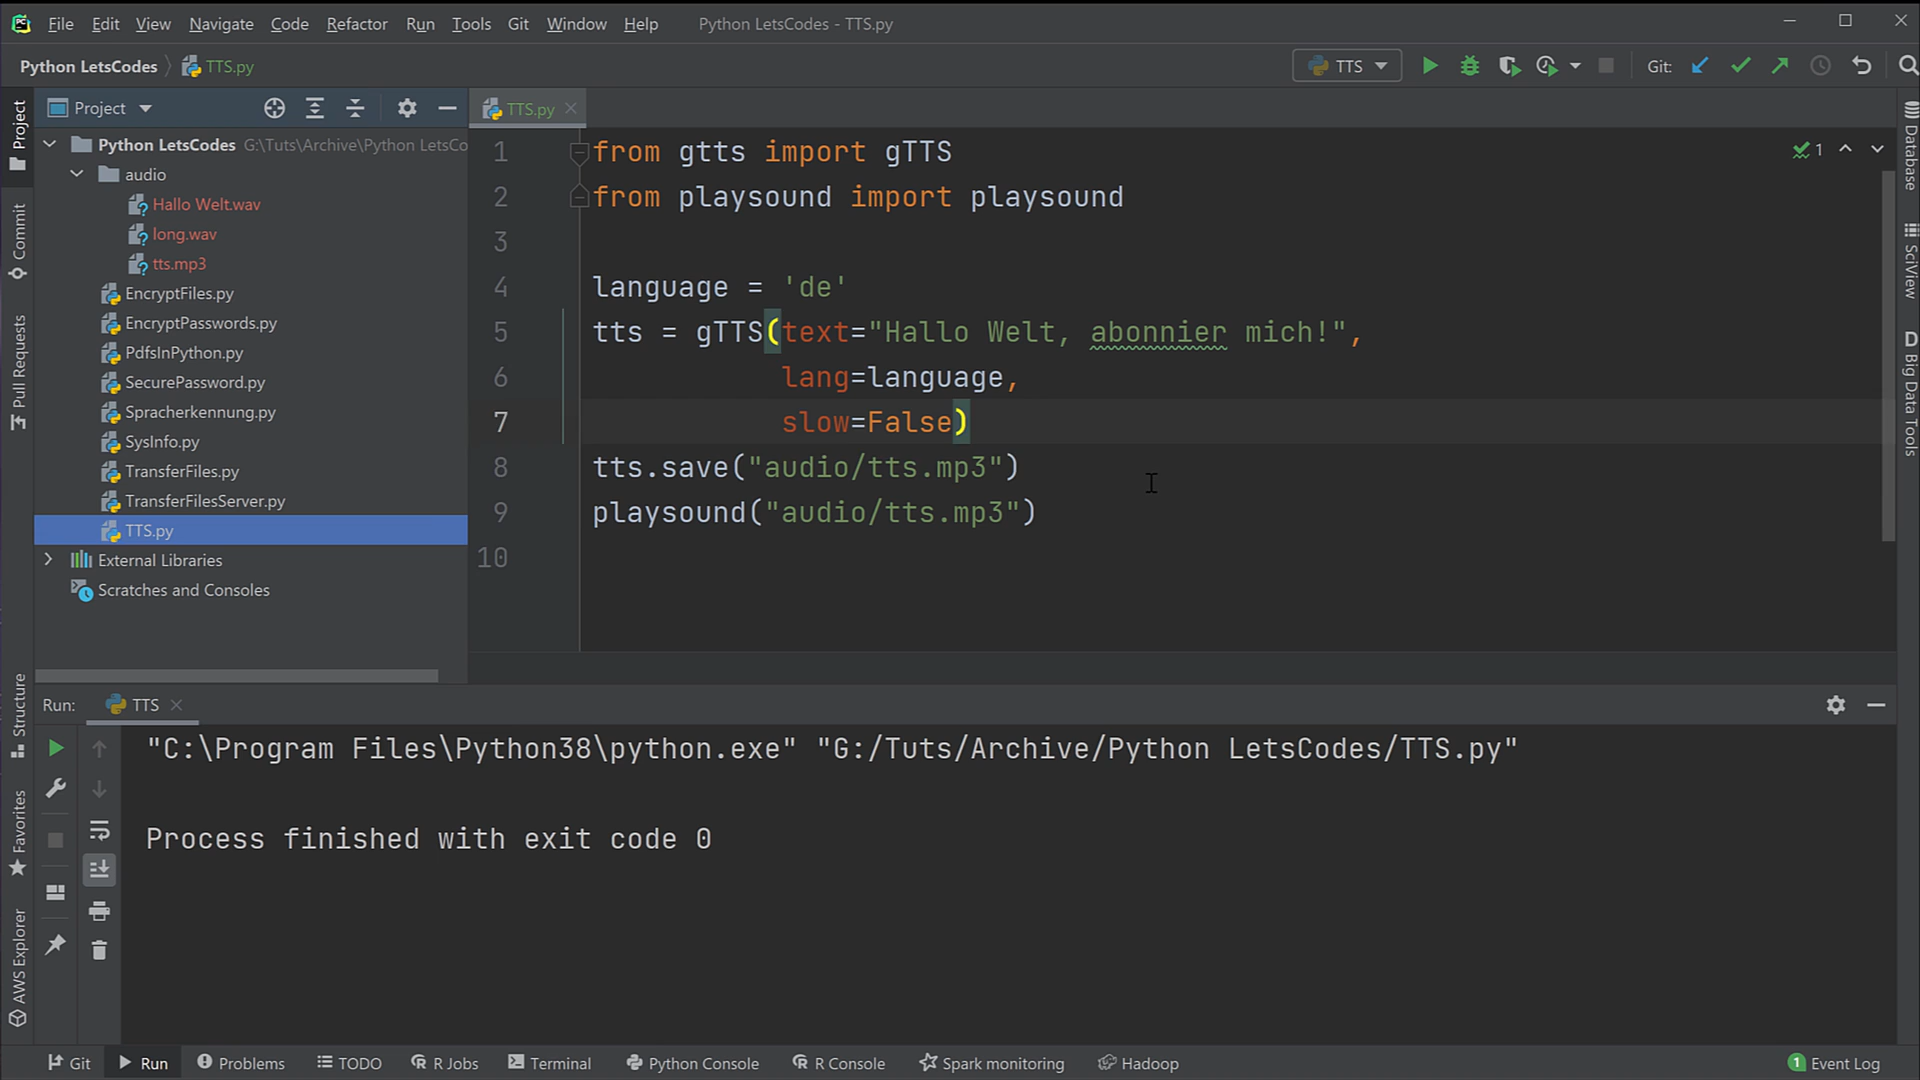 File Edit View Navigate Code Refactor Run Tools Git Window Help Python LetsCodes - TTS.py
Python LetsCodes TTS.py TTS Git:
Project
Python LetsCodes G:\Tuts\Archive\Python LetsCo
audio
Hallo Welt.wav
long.wav
tts.mp3
EncryptFiles.py
EncryptPasswords.py
PdfsInPython.py
SecurePassword.py
Spracherkennung.py
SysInfo.py
TransferFiles.py
TransferFilesServer.py
TTS.py
External Libraries
Scratches and Consoles
TTS.py
1 from gtts import gTTS
2 from playsound import playsound
3
4 language = 'de'
5 tts = gTTS(text="Hallo Welt, abonnier mich!",
6 lang=language,
7 slow=False)
8 tts.save("audio/tts.mp3")
9 playsound("audio/tts.mp3")
10
1
Project
Commit
Pull Requests
Structure
Favorites
AWS Explorer
Database
SciView
Big Data Tools
Run: TTS
"C:\Program Files\Python38\python.exe" "G:/Tuts/Archive/Python LetsCodes/TTS.py"
Process finished with exit code 0
Git Run Problems TODO R Jobs Terminal Python Console R Console Spark monitoring Hadoop 1 Event Log